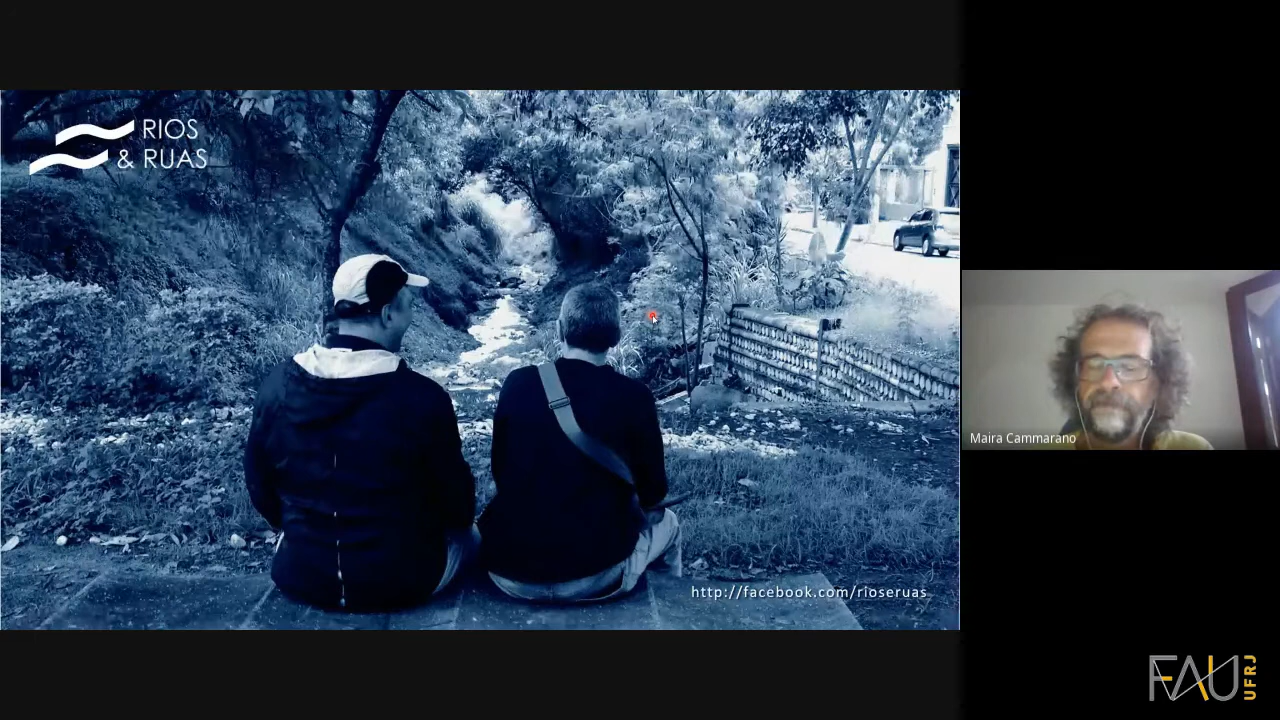 RIOS
& RUAS
http://facebook.com/rioseruas
Maira Cammarano
FAU
UFRJ